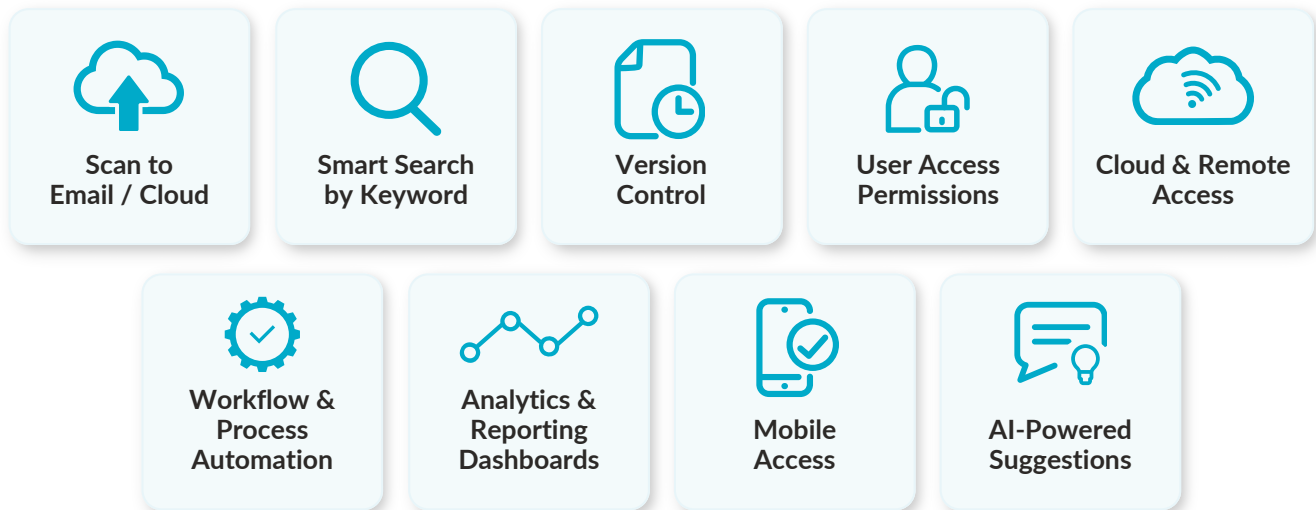 Scan to
Email / Cloud
Smart Search
by Keyword
Version
Control
User Access
Permissions
Cloud & Remote
Access
Workflow &
Process
Automation
Analytics &
Reporting
Dashboards
Mobile
Access
AI-Powered
Suggestions